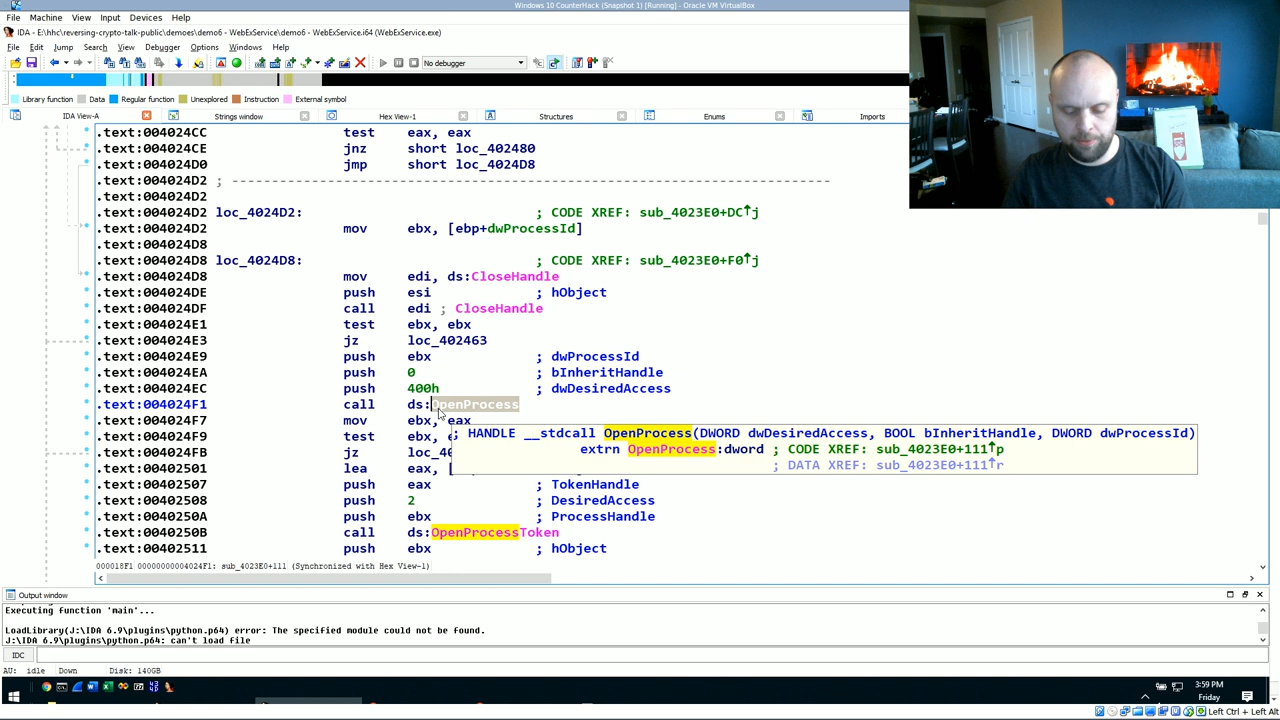 Windows 10 CounterHack (Snapshot 1) [Running] - Oracle VM VirtualBox
File Machine View Input Devices Help
IDA - E:\hhc\reversing-crypto-talk-public\demoes\demo6 - WebExService\demo6 - WebExService.i64 (WebExService.exe)
File Edit Jump Search View Debugger Options Windows Help
No debugger
Library function Data Regular function Unexplored Instruction External symbol
IDA View-A Strings window Hex View-1 Structures Enums Imports
.text:004024CC test eax, eax
.text:004024CE jnz short loc_402480
.text:004024D0 jmp short loc_4024D8
.text:004024D2 ; ---------------------------------------------------------------------------
.text:004024D2
.text:004024D2 loc_4024D2: ; CODE XREF: sub_4023E0+DC↑j
.text:004024D2 mov ebx, [ebp+dwProcessId]
.text:004024D8
.text:004024D8 loc_4024D8: ; CODE XREF: sub_4023E0+F0↑j
.text:004024D8 mov edi, ds:CloseHandle
.text:004024DE push esi ; hObject
.text:004024DF call edi ; CloseHandle
.text:004024E1 test ebx, ebx
.text:004024E3 jz loc_402463
.text:004024E9 push ebx ; dwProcessId
.text:004024EA push 0 ; bInheritHandle
.text:004024EC push 400h ; dwDesiredAccess
.text:004024F1 call ds:OpenProcess
.text:004024F7 mov ebx, eax
; HANDLE __stdcall OpenProcess(DWORD dwDesiredAccess, BOOL bInheritHandle, DWORD dwProcessId)
.text:004024F9 test ebx, e
extrn OpenProcess:dword ; CODE XREF: sub_4023E0+111↑p
.text:004024FB jz loc_40
; DATA XREF: sub_4023E0+111↑r
.text:00402501 lea eax, [
.text:00402507 push eax ; TokenHandle
.text:00402508 push 2 ; DesiredAccess
.text:0040250A push ebx ; ProcessHandle
.text:0040250B call ds:OpenProcessToken
.text:00402511 push ebx ; hObject
000018F1 00000000004024F1: sub_4023E0+111 (Synchronized with Hex View-1)
Output window
Executing function 'main'...
LoadLibrary(J:\IDA 6.9\plugins\python.p64) error: The specified module could not be found.
J:\IDA 6.9\plugins\python.p64: can't load file
IDC
AU: idle Down Disk: 140GB
3:59 PM
Friday
Left Ctrl + Left Alt